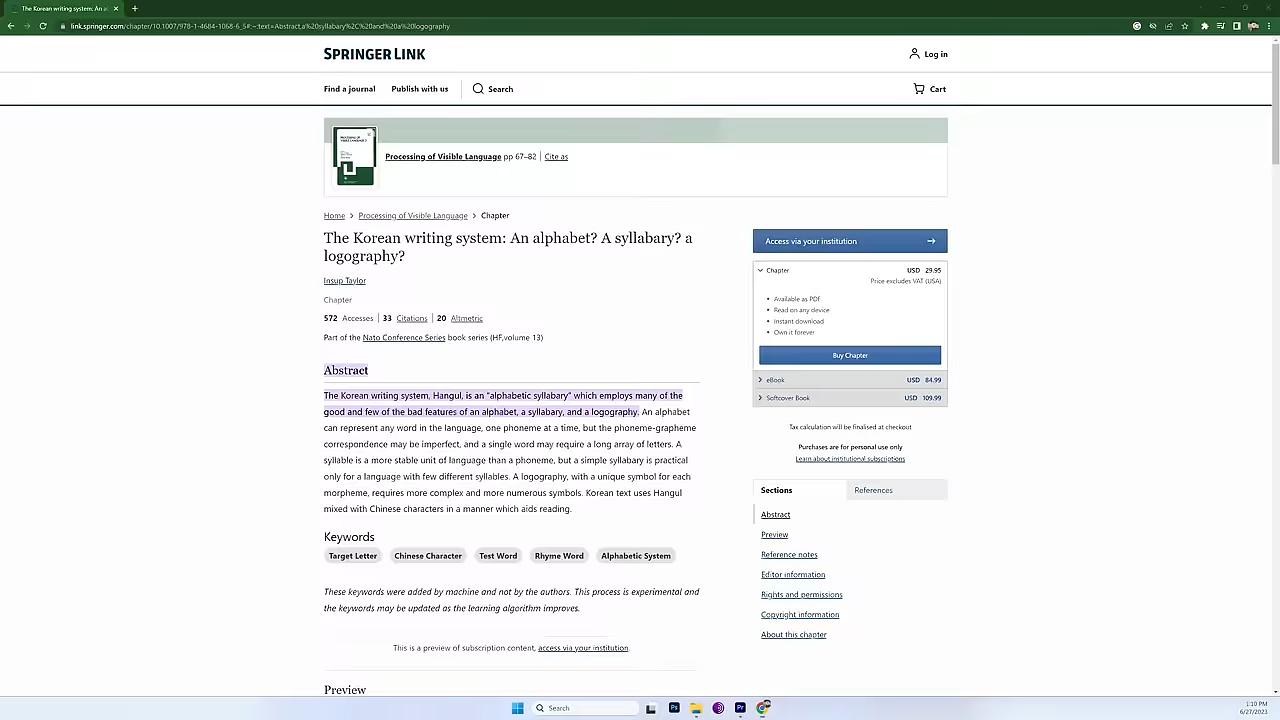 The Korean writing system: An a
link.springer.com/chapter/10.1007/978-1-4684-1068-6_5#:~:text=Abstract,a%20syllabary%2C%20and%20a%20logography
SPRINGER LINK
Log in
Find a journal
Publish with us
Search
Cart
Processing of Visible Language pp 67–82 | Cite as
Home > Processing of Visible Language > Chapter
The Korean writing system: An alphabet? A syllabary? a
logography?
Insup Taylor
Chapter
572 Accesses | 33 Citations | 20 Altmetric
Part of the Nato Conference Series book series (HF,volume 13)
Abstract
The Korean writing system, Hangul, is an "alphabetic syllabary" which employs many of the
good and few of the bad features of an alphabet, a syllabary, and a logography. An alphabet
can represent any word in the language, one phoneme at a time, but the phoneme-grapheme
correspondence may be imperfect, and a single word may require a long array of letters. A
syllable is a more stable unit of language than a phoneme, but a simple syllabary is practical
only for a language with few different syllables. A logography, with a unique symbol for each
morpheme, requires more complex and more numerous symbols. Korean text uses Hangul
mixed with Chinese characters in a manner which aids reading.
Keywords
Target Letter
Chinese Character
Test Word
Rhyme Word
Alphabetic System
These keywords were added by machine and not by the authors. This process is experimental and
the keywords may be updated as the learning algorithm improves.
This is a preview of subscription content, access via your institution.
Preview
Access via your institution
Chapter USD 29.95
Price excludes VAT (USA)
Available as PDF
Read on any device
Instant download
Own it forever
Buy Chapter
eBook USD 84.99
Softcover Book USD 109.99
Tax calculation will be finalised at checkout
Purchases are for personal use only
Learn about institutional subscriptions
Sections
References
Abstract
Preview
Reference notes
Editor information
Rights and permissions
Copyright information
About this chapter
Search
Ps
Pr
1:10 PM
6/27/2023